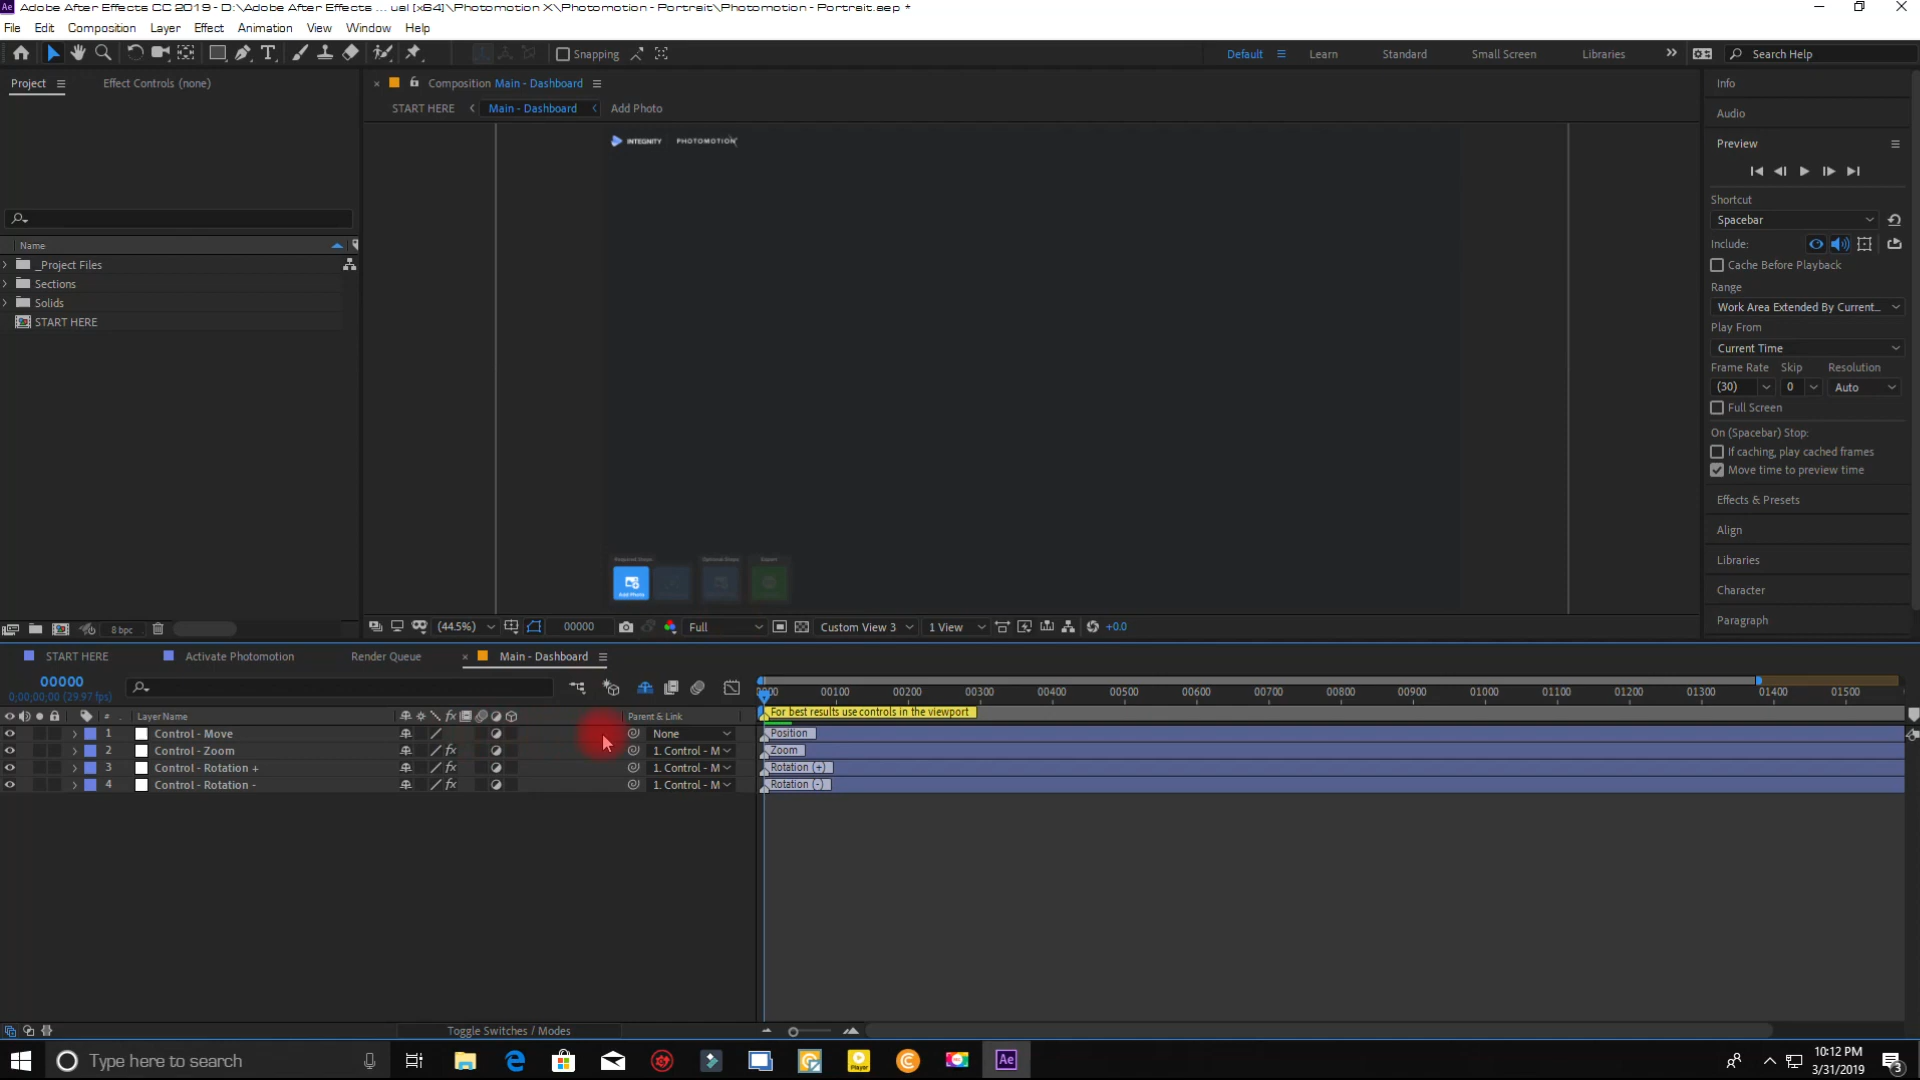 Adobe After Effects CC 2019 - D:\Adobe After Effects ... ual [x64]\Photomotion X\Photomotion - Portrait\Photomotion - Portrait.aep *
File Edit Composition Layer Effect Animation View Window Help
Snapping
Default Learn Standard Small Screen Libraries Search Help
Project Effect Controls (none)
Composition Main - Dashboard
START HERE Main - Dashboard Add Photo
INTEGNITY PHOTOMOTION
Name
_Project Files
Sections
Solids
START HERE
Add Photo
Export
8 bpc
(44.5%) 00000 Full Custom View 3 1 View +0.0
Info
Audio
Preview
Shortcut
Spacebar
Include:
Cache Before Playback
Range
Work Area Extended By Current...
Play From
Current Time
Frame Rate Skip Resolution
(30) 0 Auto
Full Screen
On (Spacebar) Stop:
If caching, play cached frames
Move time to preview time
Effects & Presets
Align
Libraries
Character
Paragraph
START HERE Activate Photomotion Render Queue Main - Dashboard
00000
0;00;00;00 (29.97 fps)
00100 00200 00300 00400 00500 00600 00700 00800 00900 01000 01100 01200 01300 01400 01500
# Layer Name fx Parent & Link
For best results use controls in the viewport
1 Control - Move None Position
2 Control - Zoom fx 1. Control - M Zoom
3 Control - Rotation + fx 1. Control - M Rotation (+)
4 Control - Rotation - fx 1. Control - M Rotation (-)
Toggle Switches / Modes
Type here to search
Player
Ae
10:12 PM
3/31/2019
3